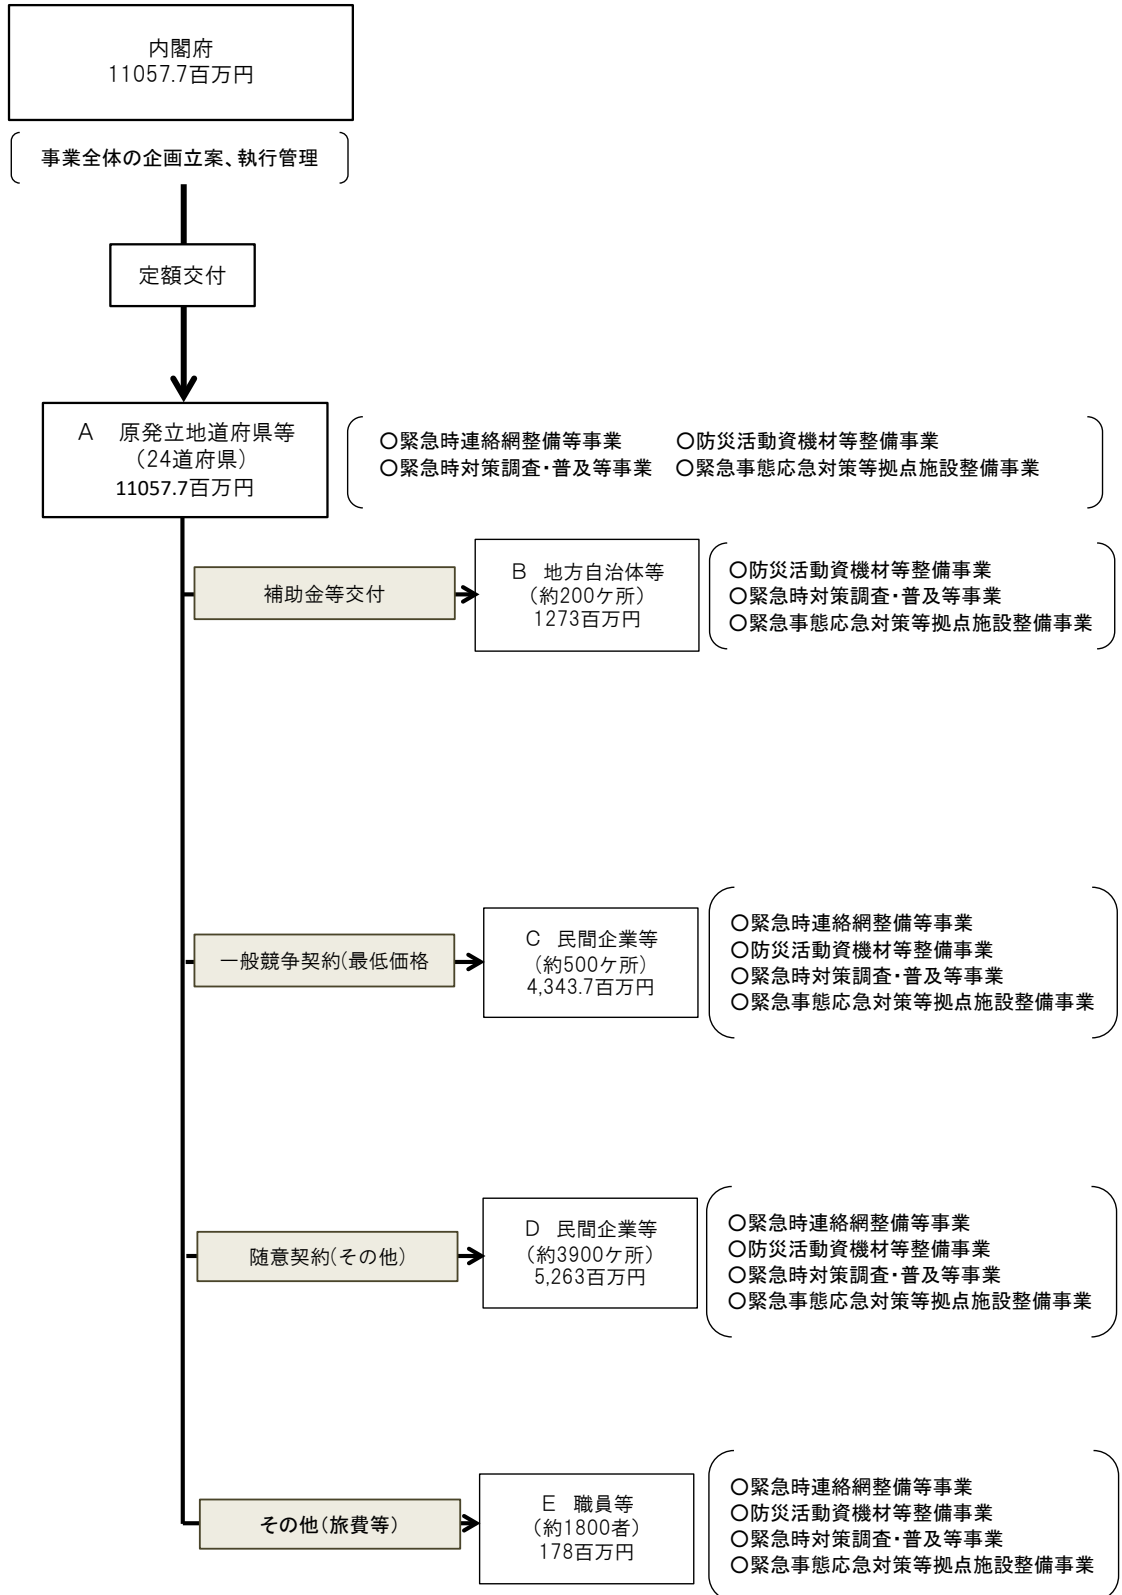 内閣府
11057.7百万円
事業全体の企画立案、執行管理
定額交付
A　原発立地道府県等
(24道府県)
11057.7百万円
○緊急時連絡網整備等事業　　○防災活動資機材等整備事業
○緊急時対策調査・普及等事業　○緊急事態応急対策等拠点施設整備事業
補助金等交付
B　地方自治体等
(約200ケ所)
1273百万円
○防災活動資機材等整備事業
○緊急時対策調査・普及等事業
○緊急事態応急対策等拠点施設整備事業
一般競争契約(最低価格
C　民間企業等
(約500ケ所)
4,343.7百万円
○緊急時連絡網整備等事業
○防災活動資機材等整備事業
○緊急時対策調査・普及等事業
○緊急事態応急対策等拠点施設整備事業
随意契約(その他)
D　民間企業等
(約3900ケ所)
5,263百万円
○緊急時連絡網整備等事業
○防災活動資機材等整備事業
○緊急時対策調査・普及等事業
○緊急事態応急対策等拠点施設整備事業
その他(旅費等)
E　職員等
(約1800者)
178百万円
○緊急時連絡網整備等事業
○防災活動資機材等整備事業
○緊急時対策調査・普及等事業
○緊急事態応急対策等拠点施設整備事業